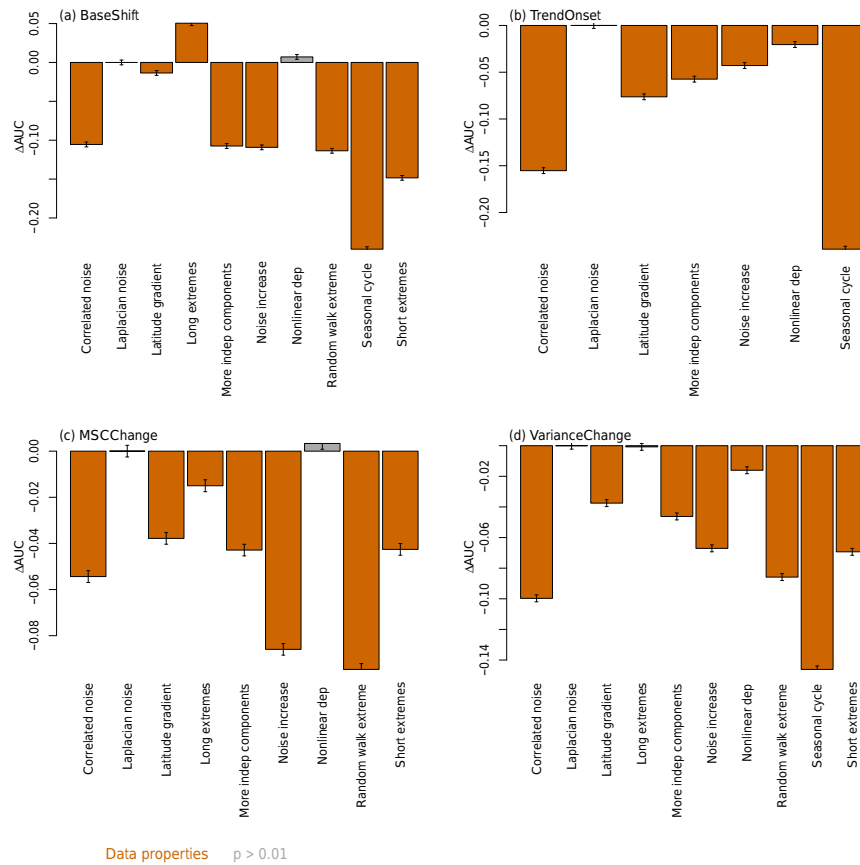 (a) BaseShift
ΔAUC
0.05
0.00
−0.10
−0.20
Correlated noise
Laplacian noise
Latitude gradient
Long extremes
More indep components
Noise increase
Nonlinear dep
Random walk extreme
Seasonal cycle
Short extremes
(b) TrendOnset
ΔAUC
0.00
−0.05
−0.10
−0.15
−0.20
Correlated noise
Laplacian noise
Latitude gradient
More indep components
Noise increase
Nonlinear dep
Seasonal cycle
(c) MSCChange
ΔAUC
0.00
−0.02
−0.04
−0.06
−0.08
Correlated noise
Laplacian noise
Latitude gradient
Long extremes
More indep components
Noise increase
Nonlinear dep
Random walk extreme
Short extremes
(d) VarianceChange
ΔAUC
−0.02
−0.06
−0.10
−0.14
Correlated noise
Laplacian noise
Latitude gradient
Long extremes
More indep components
Noise increase
Nonlinear dep
Random walk extreme
Seasonal cycle
Short extremes
Data properties p > 0.01